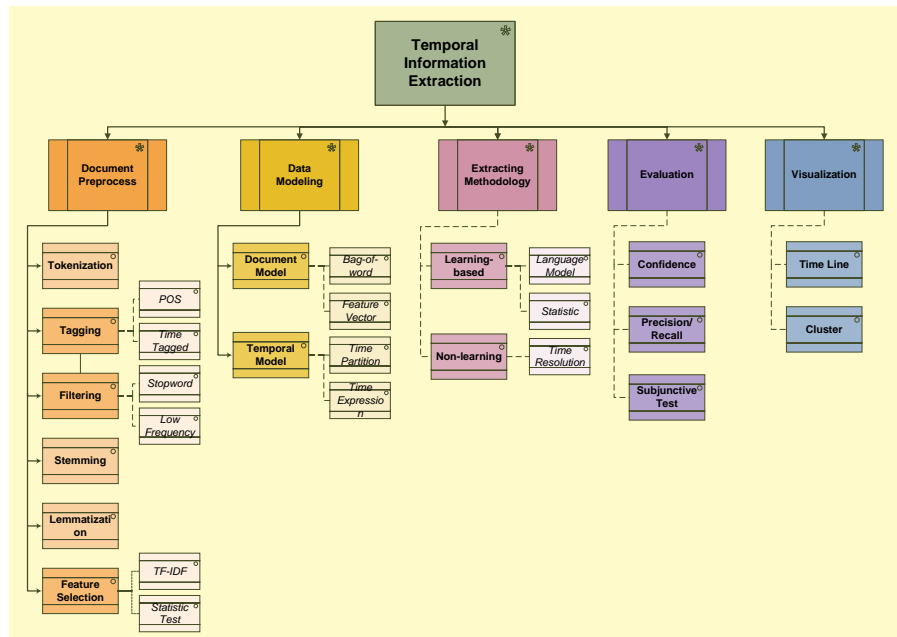 Temporal
Information
Extraction
Document
Preprocess
Data
Modeling
Extracting
Methodology
Evaluation
Visualization
Tokenization
Tagging
POS
Time
Tagged
Filtering
Stopword
Low
Frequency
Stemming
Lemmatizati
on
Feature
Selection
TF-IDF
Statistic
Test
Document
Model
Bag-of-
word
Feature
Vector
Temporal
Model
Time
Partition
Time
Expressio
n
Learning-
based
Language
Model
Statistic
Non-learning
Time
Resolution
Confidence
Precision/
Recall
Subjunctive
Test
Time Line
Cluster